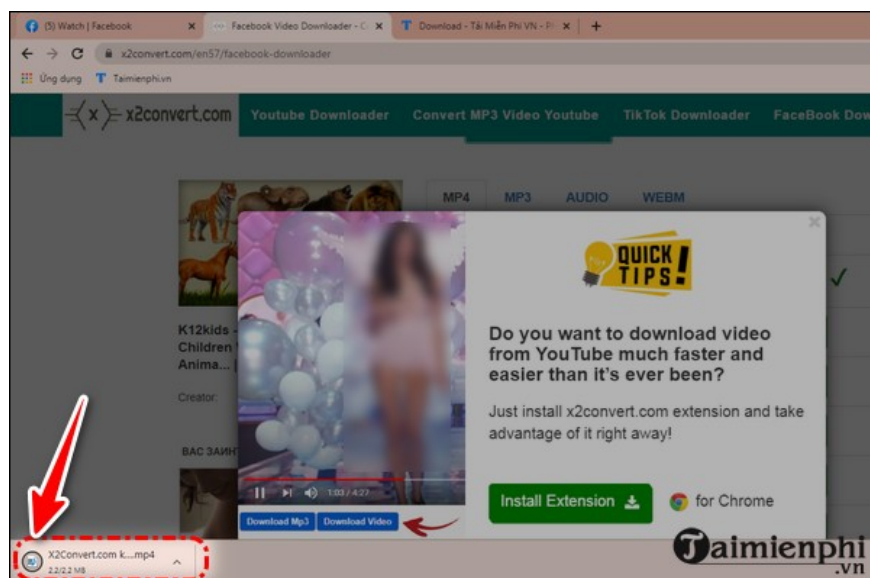 (5) Watch | Facebook
Facebook Video Downloader - C
Download - Tải Miễn Phí VN - P
x2convert.com/en57/facebook-downloader
Ứng dụng
Taimienphi.vn
x2convert.com
Youtube Downloader
Convert MP3 Video Youtube
TikTok Downloader
FaceBook Dow
MP4
MP3
AUDIO
WEBM
QUICK
TIPS!
K12kids -
Children
Anima... |
Creator:
Do you want to download video
from YouTube much faster and
easier than it's ever been?
Just install x2convert.com extension and take
advantage of it right away!
ВАС ЗАИН
1:03 / 4:27
Install Extension
for Chrome
Download Mp3
Download Video
X2Convert.com k....mp4
2.2/2.2 MB
Taimienphi
.vn